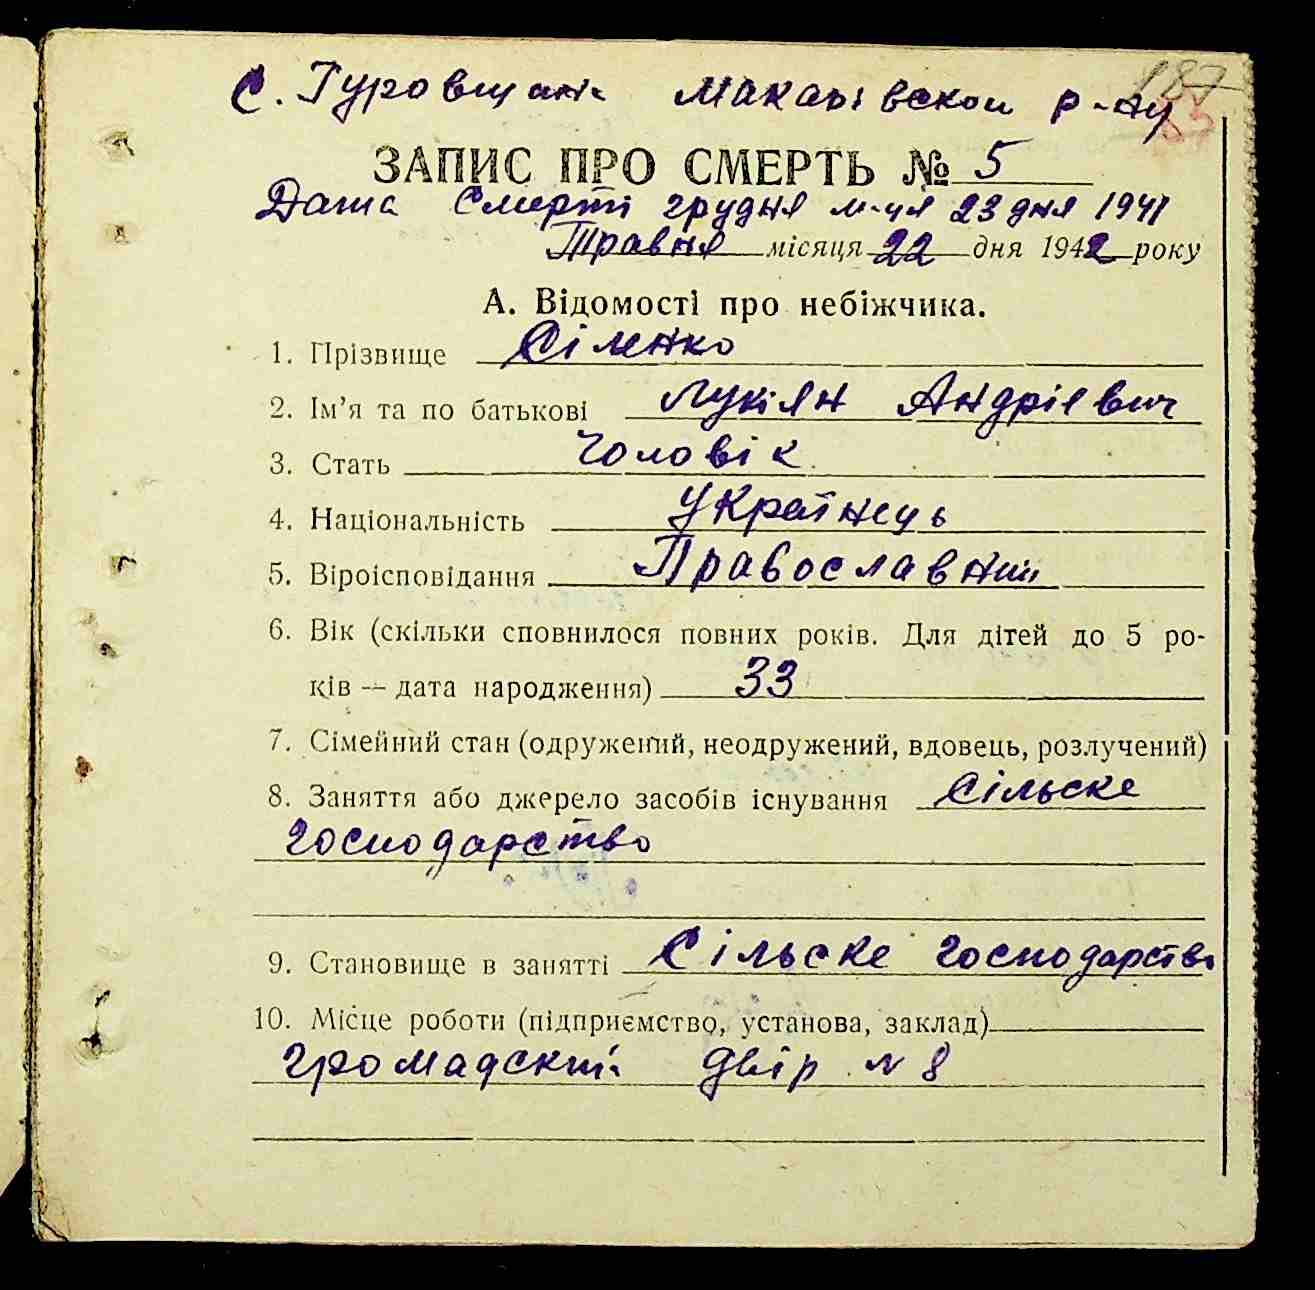 с. Гуровщина Макарівскои р-ну
187
ЗАПИС ПРО СМЕРТЬ № 5
Дата Смерті грудня м-ця 23 дня 1941
Травня місяця 22 дня 1942 року
А. Відомості про небіжчика.
1. Прізвище Сіленко
2. Ім'я та по батькові Лукіян Андрієвич
3. Стать чоловік
4. Національність Українець
5. Віроісповідання Православний
6. Вік (скільки сповнилося повних років. Для дітей до 5 ро-
ків — дата народження) 33
7. Сімейний стан (одружений, неодружений, вдовець, розлучений)
8. Заняття або джерело засобів існування Сільске
господарство
9. Становище в занятті Сільске господарство
10. Місце роботи (підприємство, установа, заклад)
громадский двір N 8